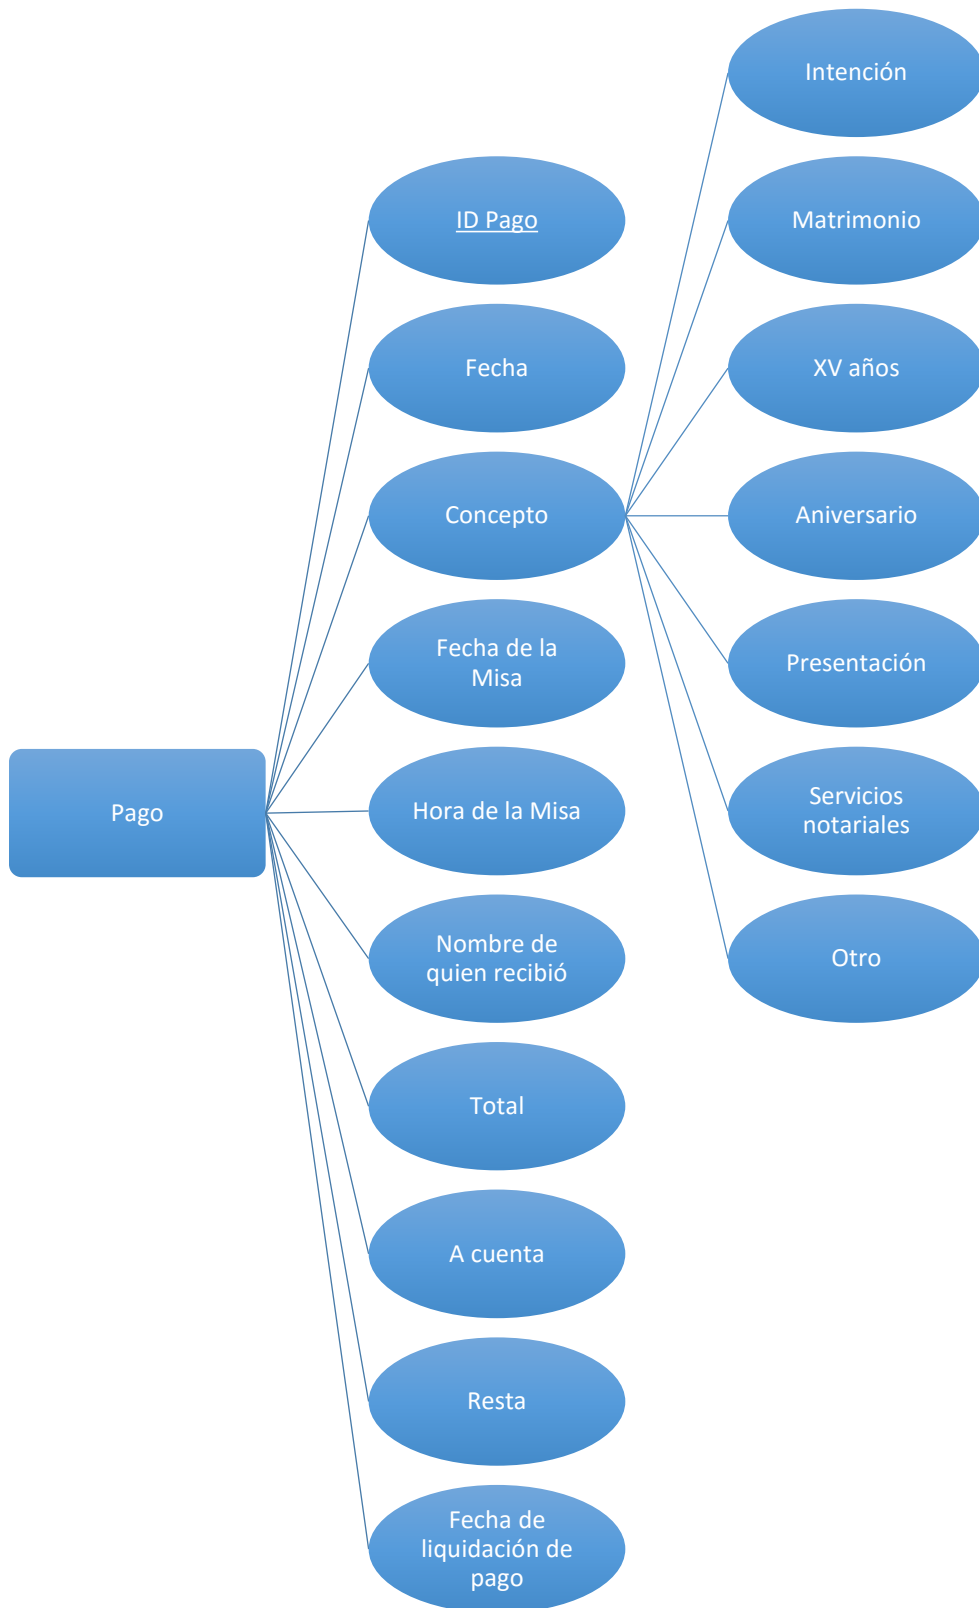 Pago
ID Pago
Fecha
Concepto
Fecha de la
Misa
Hora de la Misa
Nombre de
quien recibió
Total
A cuenta
Resta
Fecha de
liquidación de
pago
Intención
Matrimonio
XV años
Aniversario
Presentación
Servicios
notariales
Otro